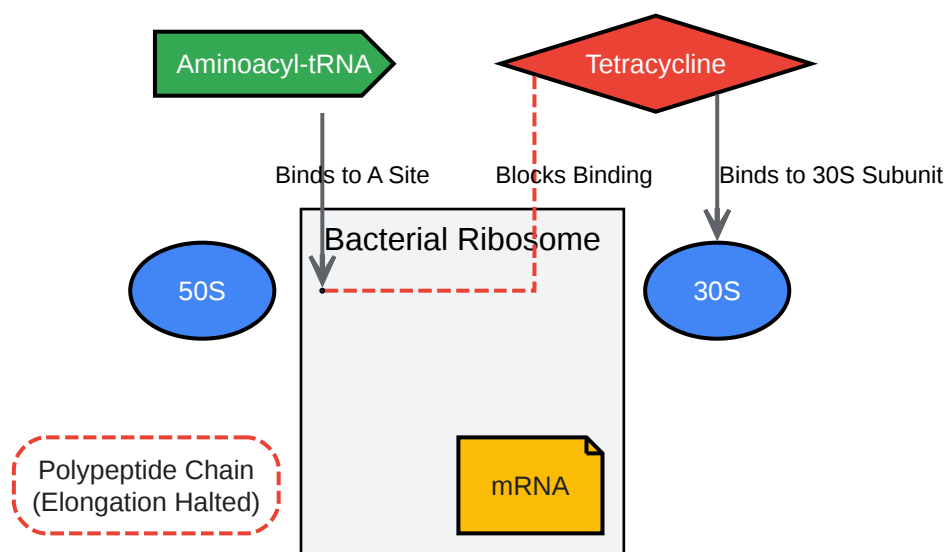 Aminoacyl-tRNA
Tetracycline
Binds to A Site
Blocks Binding
Binds to 30S Subunit
Bacterial Ribosome
50S
30S
Polypeptide Chain
(Elongation Halted)
mRNA